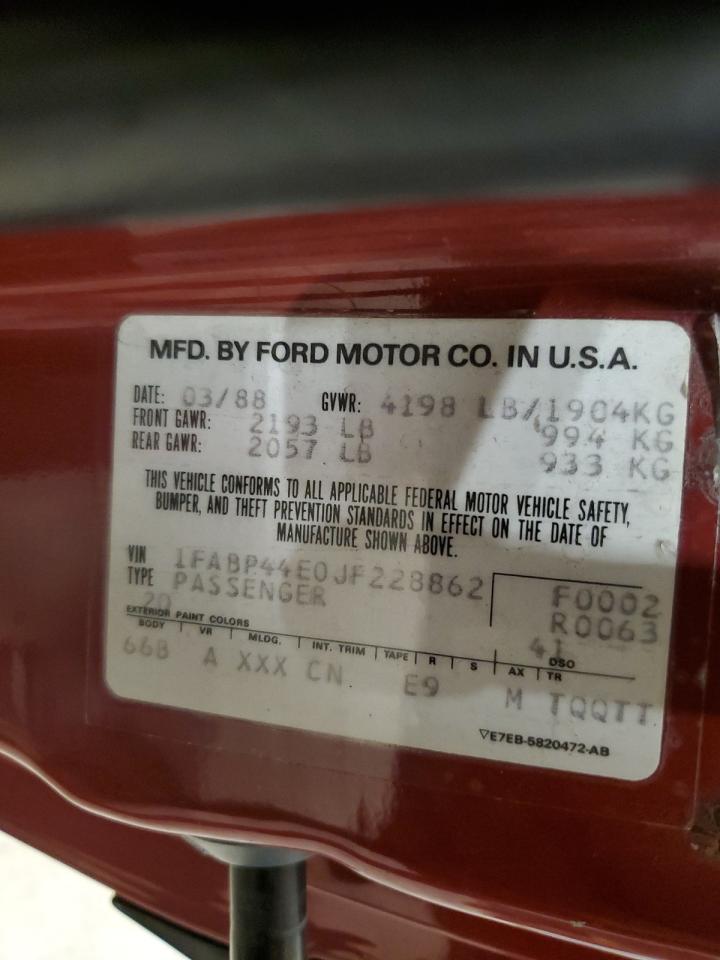 MFD. BY FORD MOTOR CO. IN U.S.A.
DATE: 03/88 GVWR: 4198 LB/1904KG
FRONT GAWR: 2193 LB 994 KG
REAR GAWR: 2057 LB 933 KG
THIS VEHICLE CONFORMS TO ALL APPLICABLE FEDERAL MOTOR VEHICLE SAFETY,
BUMPER, AND THEFT PREVENTION STANDARDS IN EFFECT ON THE DATE OF
MANUFACTURE SHOWN ABOVE.
VIN 1FABP44E0JF228862 F0002
TYPE PASSENGER R0063
2D 41
EXTERIOR PAINT COLORS DSO
BODY VR MLDG. INT. TRIM TAPE R S AX TR
66B A XXX CN E9 M TQQTT
▽E7EB-5820472-AB